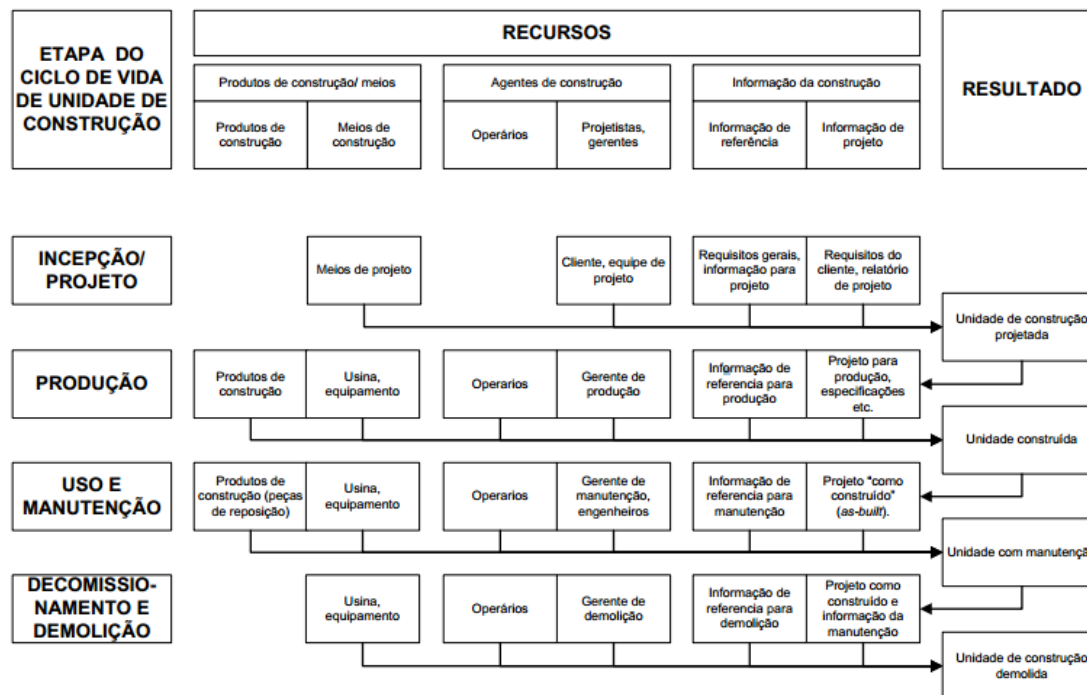 ETAPA DO
CICLO DE VIDA
DE UNIDADE DE
CONSTRUÇÃO
RECURSOS
RESULTADO
Produtos de construção/ meios
Agentes de construção
Informação da construção
Produtos de
construção
Meios de
construção
Operários
Projetistas,
gerentes
Informação de
referência
Informação de
projeto
INCEPÇÃO/
PROJETO
Meios de projeto
Cliente, equipe de
projeto
Requisitos gerais,
informação para
projeto
Requisitos do
cliente, relatório
de projeto
Unidade de construção
projetada
PRODUÇÃO
Produtos de
construção
Usina,
equipamento
Operarios
Gerente de
produção
Informação de
referencia para
produção
Projeto para
produção,
especificações
etc.
Unidade construída
USO E
MANUTENÇÃO
Produtos de
construção (peças
de reposição)
Usina,
equipamento
Operarios
Gerente de
manutenção,
engenheiros
Informação de
referencia para
manutenção
Projeto "como
construído"
(as-built).
Unidade com manutençã
DECOMISSIO-
NAMENTO E
DEMOLIÇÃO
Usina,
equipamento
Operários
Gerente de
demolição
Informação de
referencia para
demolição
Projeto como
construído e
informação da
manutenção
Unidade de construção
demolida